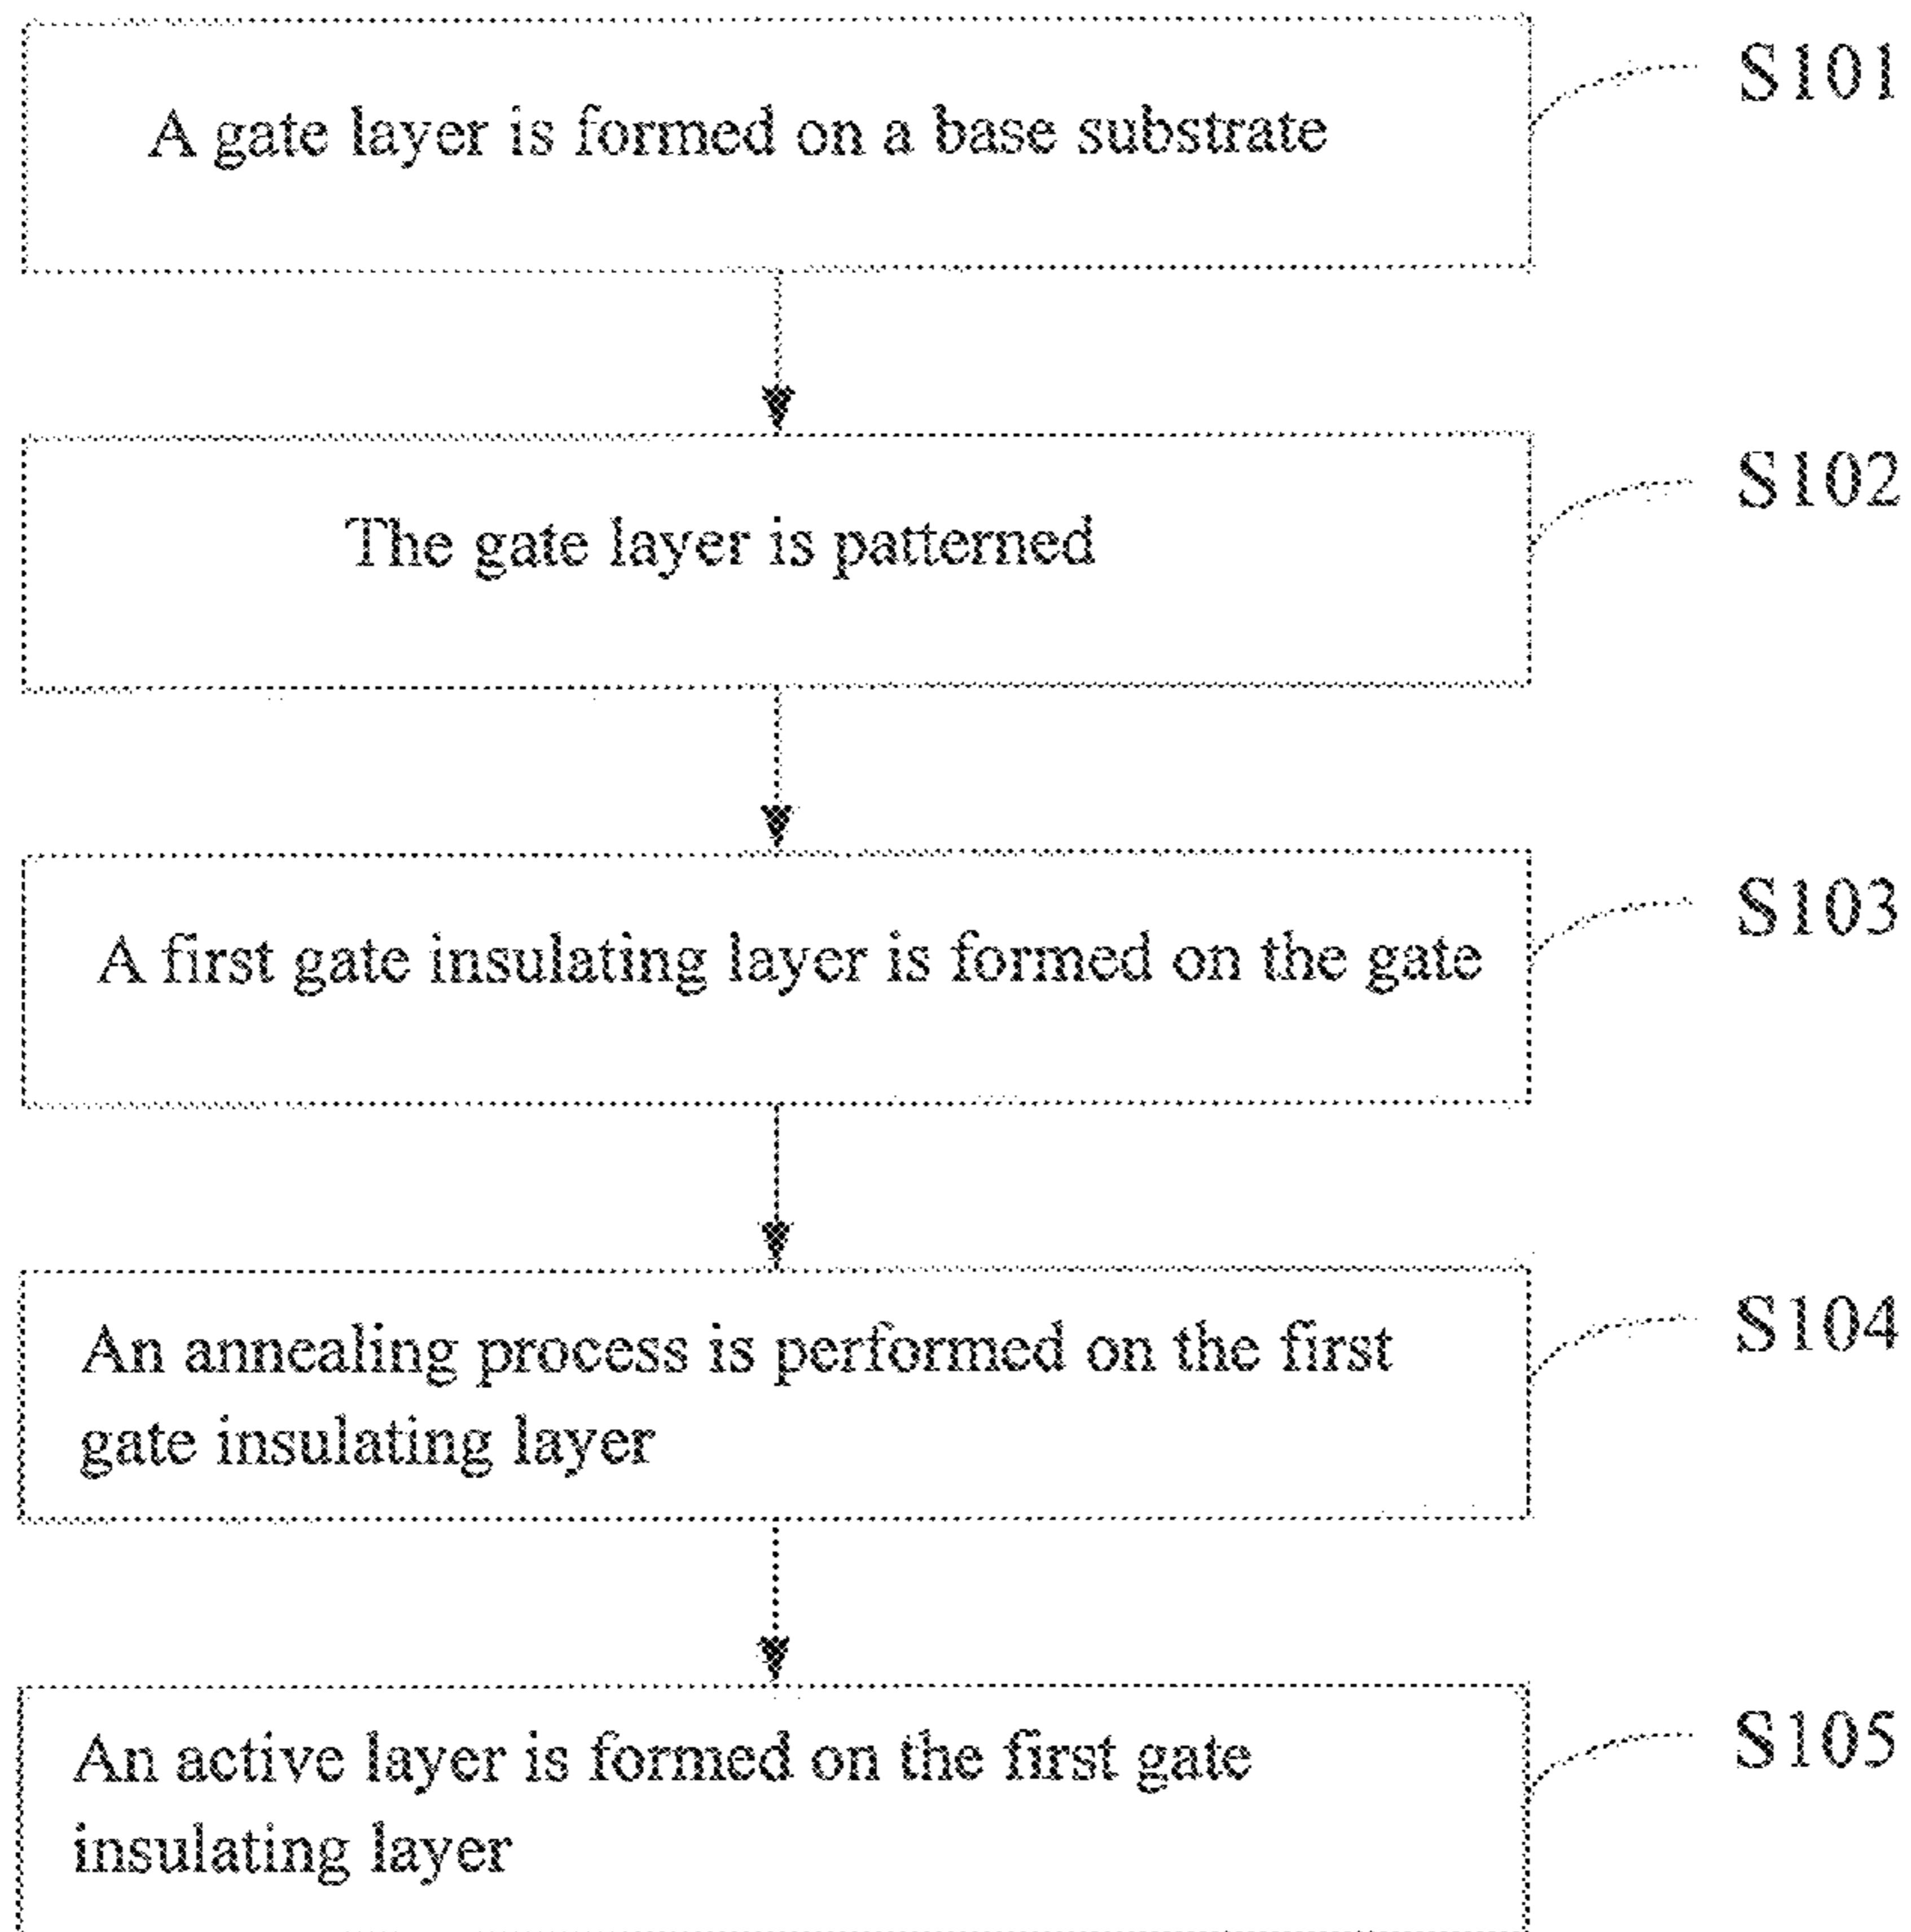 A gate layer is formed on a base substrate
S101
The gate layer is patterned
S102
A first gate insulating layer is formed on the gate
S103
An annealing process is performed on the first
gate insulating layer
S104
An active layer is formed on the first gate
insulating layer
S105